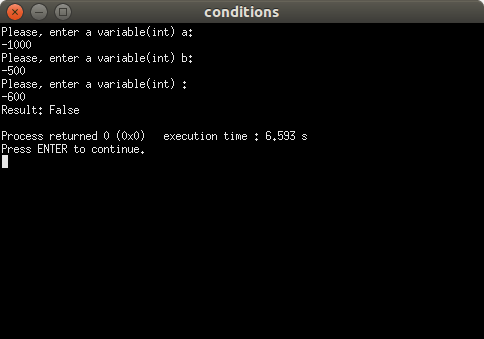 conditions
Please, enter a variable(int) a:
-1000
Please, enter a variable(int) b:
-500
Please, enter a variable(int) :
-600
Result: False
Process returned 0 (0x0)   execution time : 6.593 s
Press ENTER to continue.